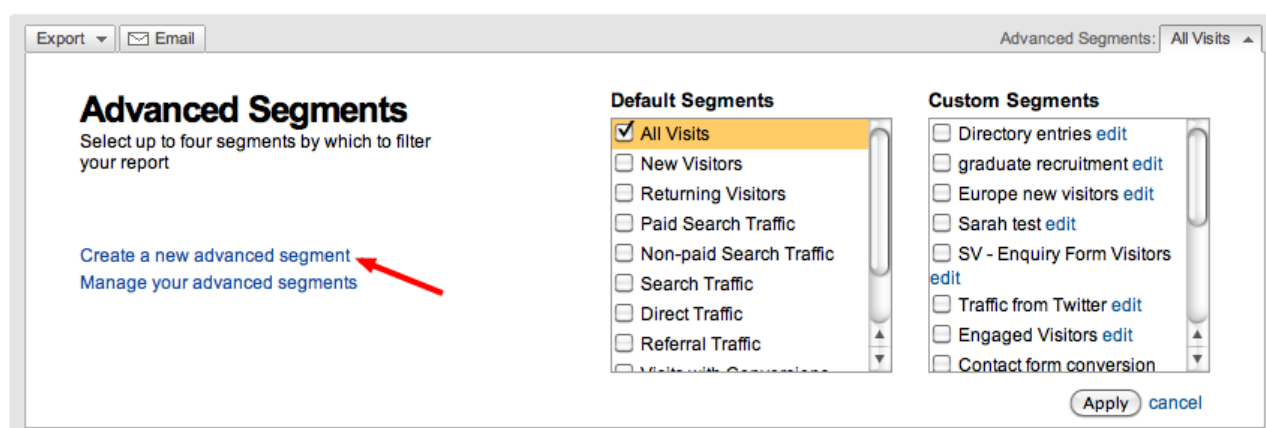 Export Email Advanced Segments: All Visits
Advanced Segments
Select up to four segments by which to filter
your report
Create a new advanced segment
Manage your advanced segments
Default Segments
All Visits
New Visitors
Returning Visitors
Paid Search Traffic
Non-paid Search Traffic
Search Traffic
Direct Traffic
Referral Traffic
Visits with Conversions
Custom Segments
Directory entries edit
graduate recruitment edit
Europe new visitors edit
Sarah test edit
SV - Enquiry Form Visitors
edit
Traffic from Twitter edit
Engaged Visitors edit
Contact form conversion
Apply cancel